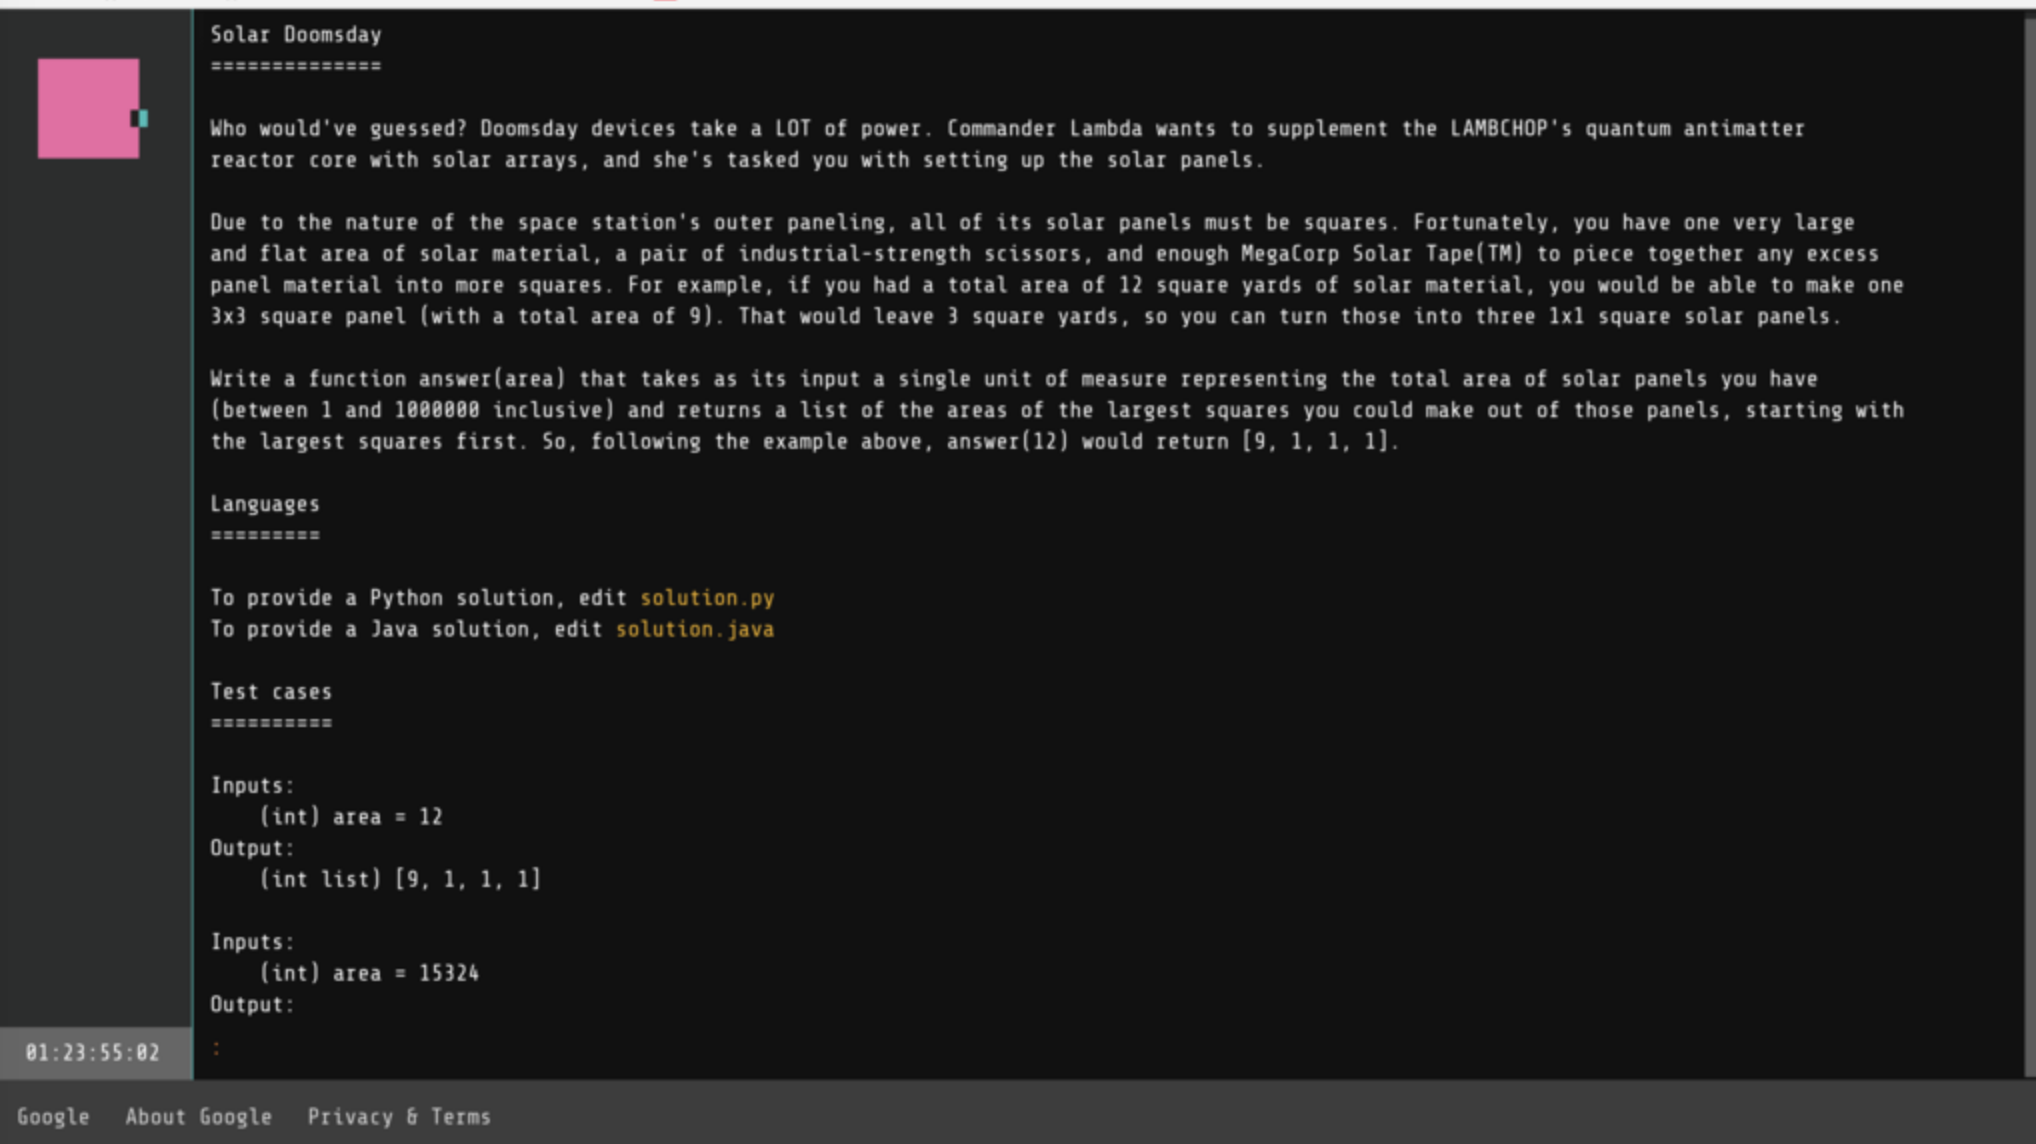 Solar Doomsday
==============
Who would've guessed? Doomsday devices take a LOT of power. Commander Lambda wants to supplement the LAMBCHOP's quantum antimatter
reactor core with solar arrays, and she's tasked you with setting up the solar panels.
Due to the nature of the space station's outer paneling, all of its solar panels must be squares. Fortunately, you have one very large
and flat area of solar material, a pair of industrial-strength scissors, and enough MegaCorp Solar Tape(TM) to piece together any excess
panel material into more squares. For example, if you had a total area of 12 square yards of solar material, you would be able to make one
3x3 square panel (with a total area of 9). That would leave 3 square yards, so you can turn those into three 1x1 square solar panels.
Write a function answer(area) that takes as its input a single unit of measure representing the total area of solar panels you have
(between 1 and 1000000 inclusive) and returns a list of the areas of the largest squares you could make out of those panels, starting with
the largest squares first. So, following the example above, answer(12) would return [9, 1, 1, 1].
Languages
=========
To provide a Python solution, edit solution.py
To provide a Java solution, edit solution.java
Test cases
==========
Inputs:
(int) area = 12
Output:
(int list) [9, 1, 1, 1]
Inputs:
(int) area = 15324
Output:
:
01:23:55:02
Google About Google Privacy & Terms